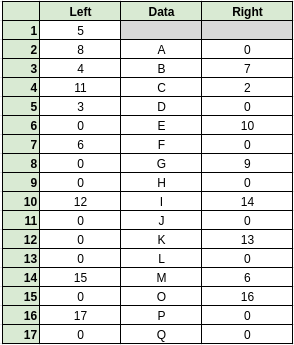 Left Data Right
1 5
2 8 A 0
3 4 B 7
4 11 C 2
5 3 D 0
6 0 E 10
7 6 F 0
8 0 G 9
9 0 H 0
10 12 I 14
11 0 J 0
12 0 K 13
13 0 L 0
14 15 M 6
15 0 O 16
16 17 P 0
17 0 Q 0